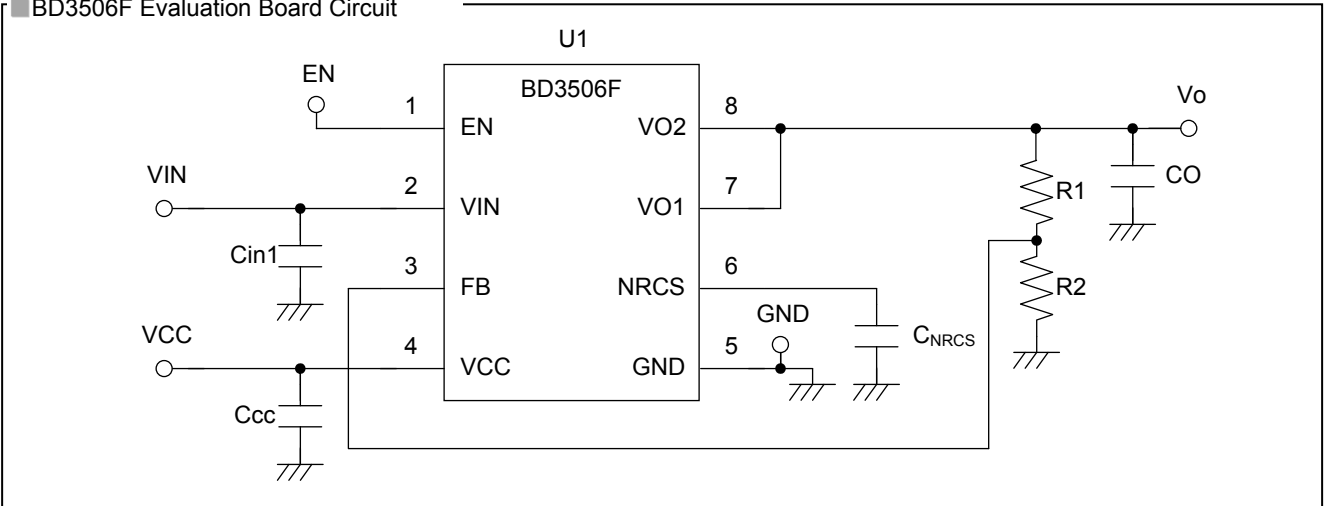 BD3506F Evaluation Board Circuit
U1
BD3506F
EN
1
EN
VIN
2
VIN
Cin1
3
FB
VCC
4
VCC
Ccc
VO2
8
VO1
7
NRCS
6
GND
5
GND
CNRCS
Vo
R1
CO
R2